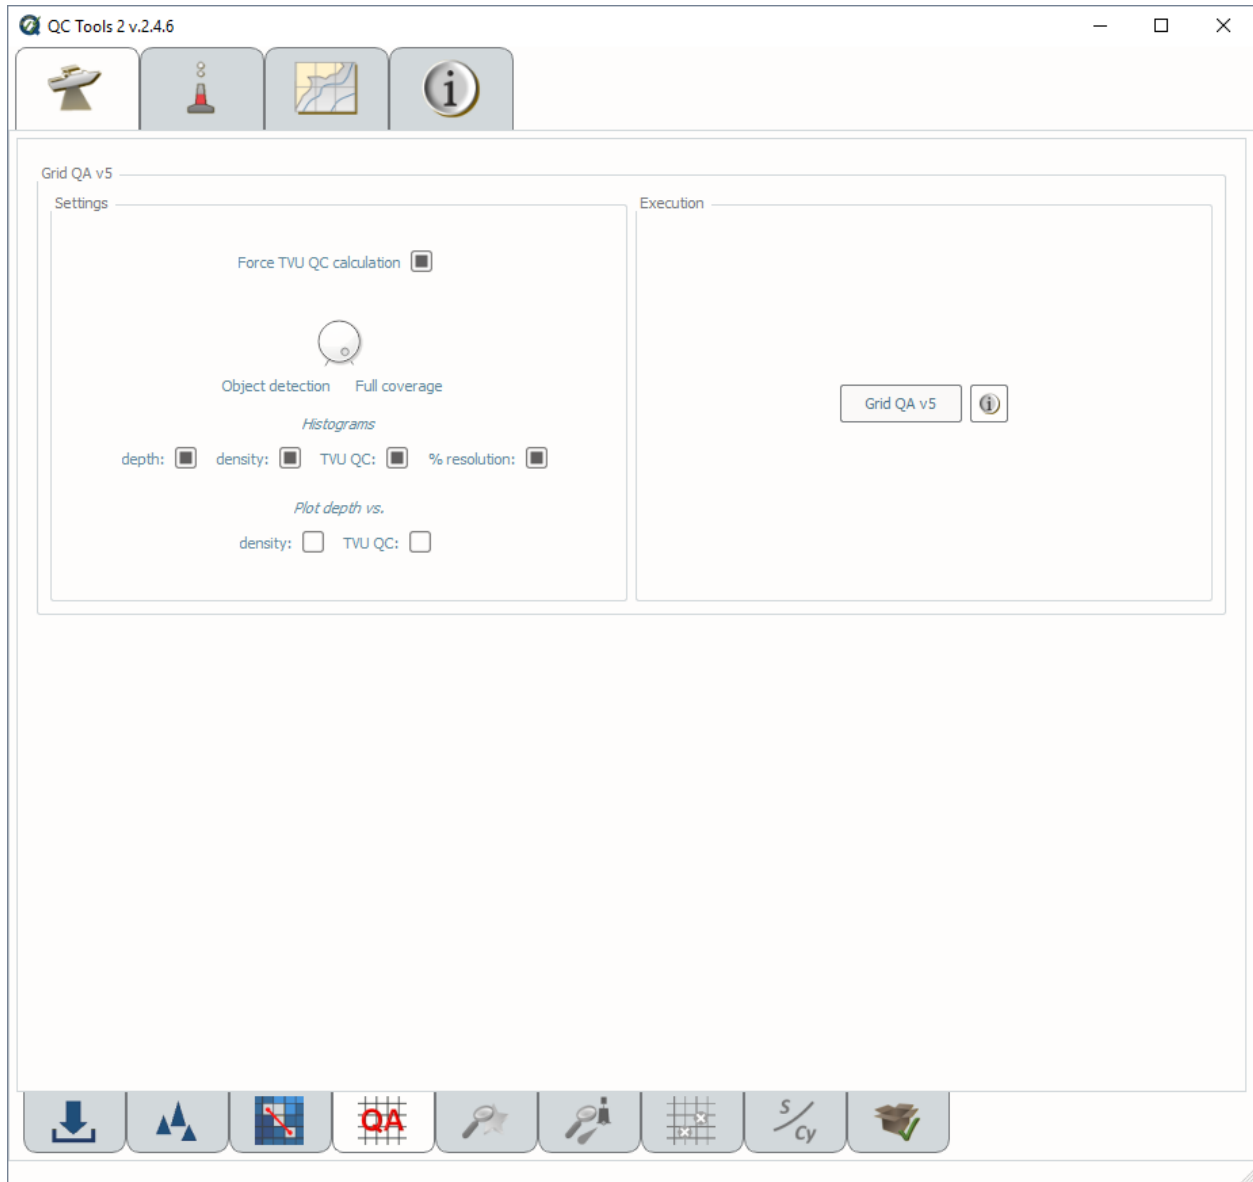 QC Tools 2 v.2.4.6
Grid QA v5
Settings
Execution
Force TVU QC calculation
Object detection Full coverage
Histograms
depth: density: TVU QC: % resolution:
Plot depth vs.
density: TVU QC:
Grid QA v5
QA
S/Cy